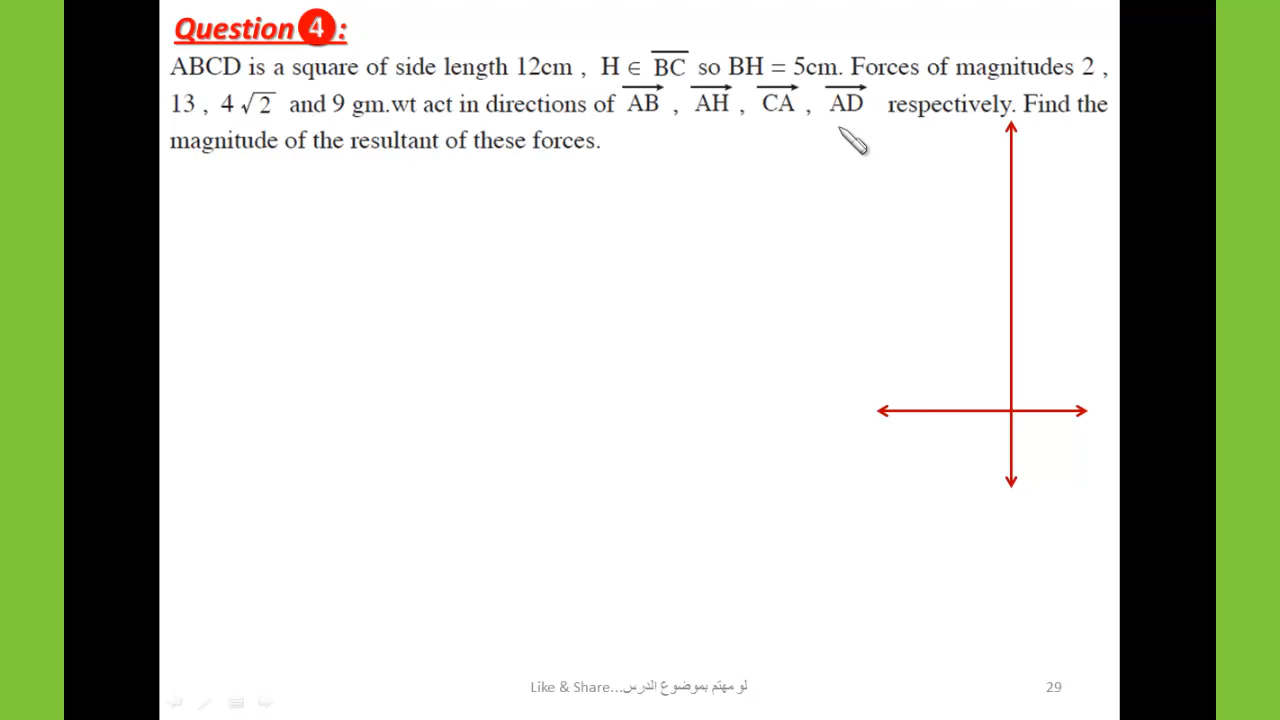 Question 4 :
ABCD is a square of side length 12cm , H ∈ BC so BH = 5cm. Forces of magnitudes 2 ,
13 , 4 √2 and 9 gm.wt act in directions of AB , AH , CA , AD respectively. Find the
magnitude of the resultant of these forces.
Like & Share...لو مهتم بموضوع الدرس
29